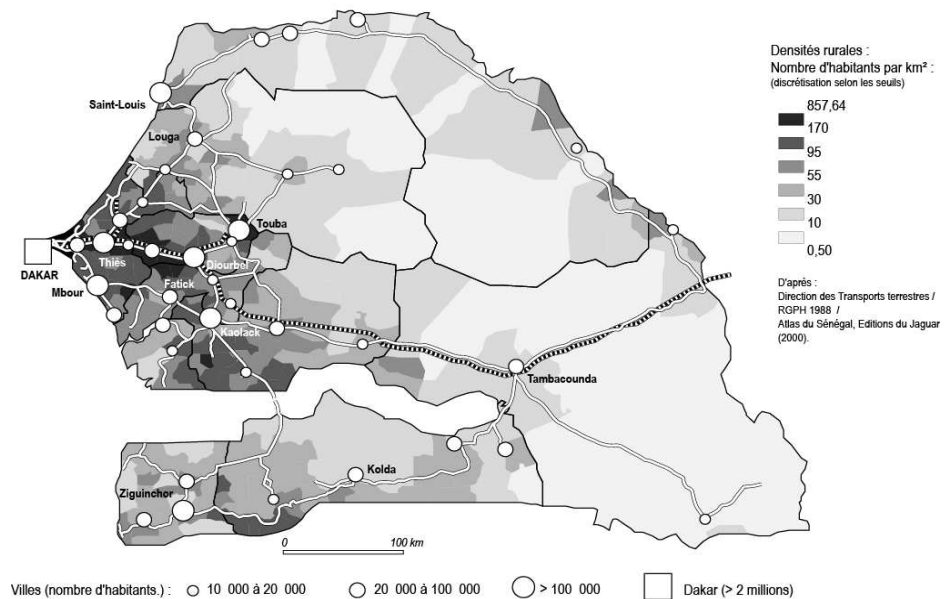 Densités rurales :
Nombre d'habitants par km² :
(discrétisation selon les seuils)
857,64
170
95
55
30
10
0,50
D'après :
Direction des Transports terrestres /
RGPH 1988 /
Atlas du Sénégal, Editions du Jaguar
(2000).
Saint-Louis
Louga
Touba
DAKAR
Thiès
Diourbel
Mbour
Fatick
Kaolack
Tambacounda
Kolda
Ziguinchor
0
100 km
Villes (nombre d'habitants.) :
10 000 à 20 000
20 000 à 100 000
> 100 000
Dakar (> 2 millions)